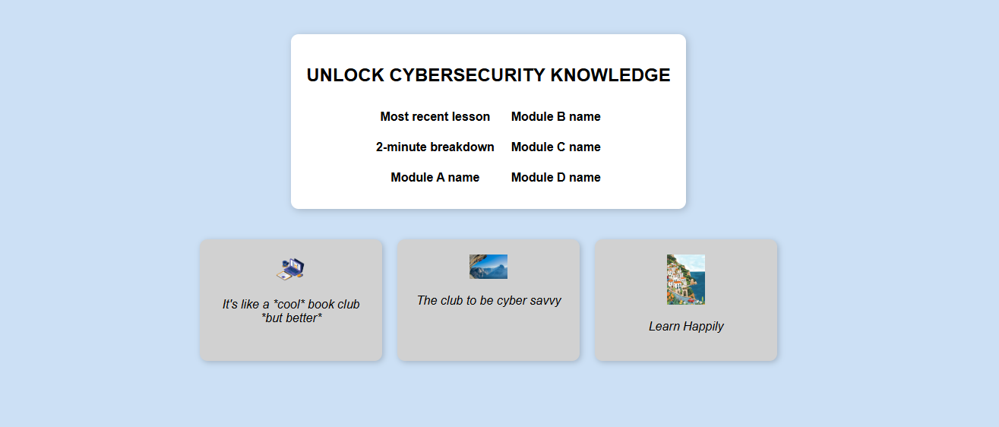 UNLOCK CYBERSECURITY KNOWLEDGE
Most recent lesson Module B name
2-minute breakdown Module C name
Module A name Module D name
It's like a *cool* book club
*but better*
The club to be cyber savvy
Learn Happily